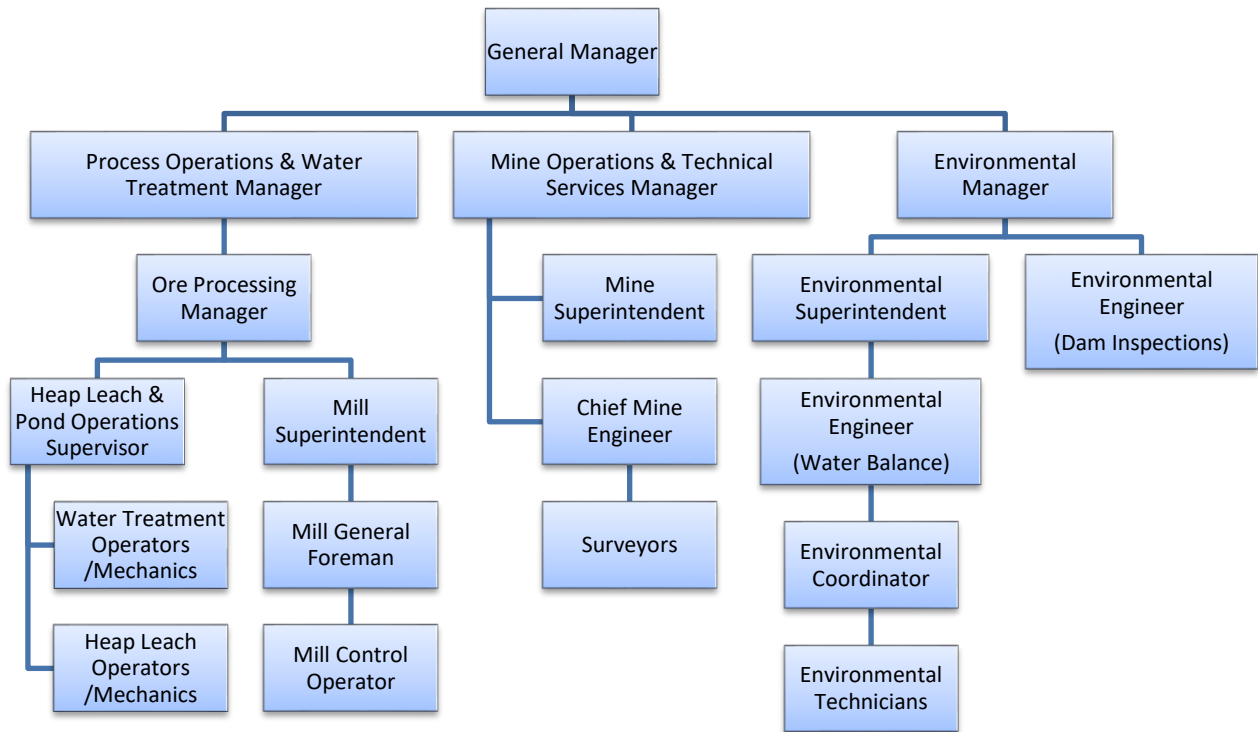 General Manager
Process Operations & Water
Treatment Manager
Mine Operations & Technical
Services Manager
Environmental
Manager
Ore Processing
Manager
Mine
Superintendent
Environmental
Superintendent
Environmental
Engineer
(Dam Inspections)
Heap Leach &
Pond Operations
Supervisor
Mill
Superintendent
Chief Mine
Engineer
Environmental
Engineer
(Water Balance)
Water Treatment
Operators
/Mechanics
Mill General
Foreman
Surveyors
Environmental
Coordinator
Heap Leach
Operators
/Mechanics
Mill Control
Operator
Environmental
Technicians